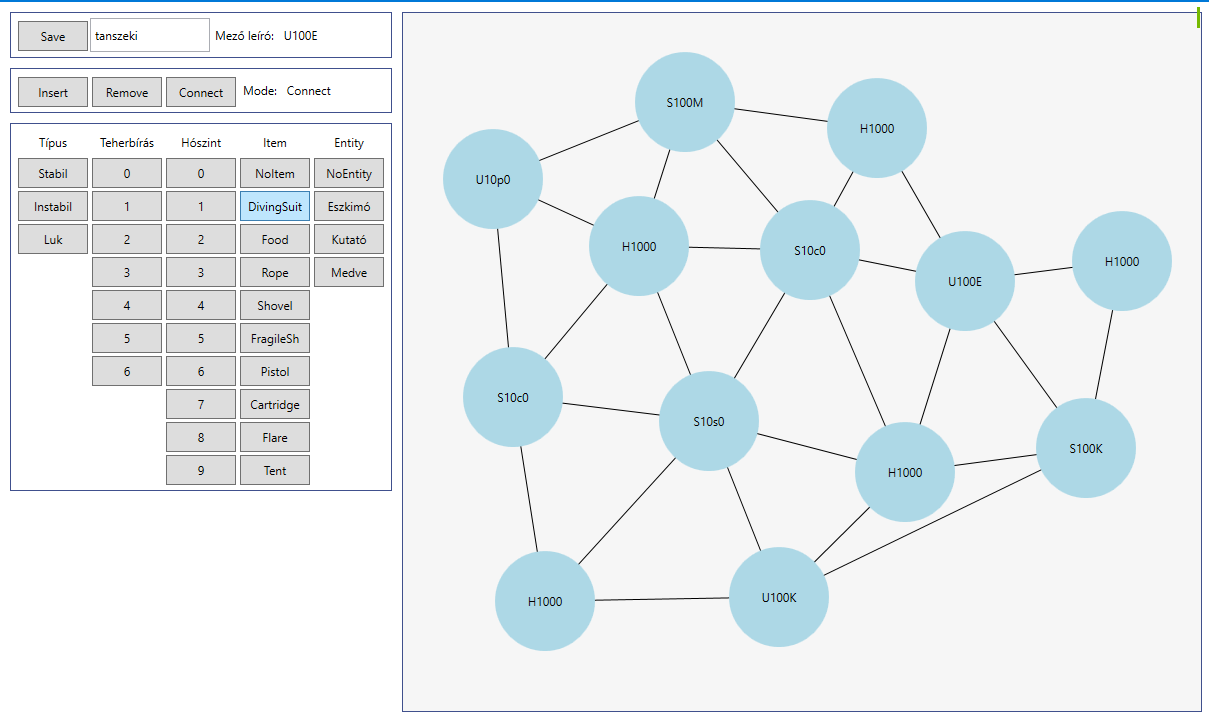 Save tanszeki Mező leíró: U100E
Insert Remove Connect Mode: Connect
Típus Teherbírás Hószint Item Entity
Stabil 0 0 NoItem NoEntity
Instabil 1 1 DivingSuit Eszkimó
Luk 2 2 Food Kutató
3 3 Rope Medve
4 4 Shovel
5 5 FragileSh
6 6 Pistol
7 Cartridge
8 Flare
9 Tent
S100M
H1000
U10p0
H1000
S10c0
H1000
U100E
S10c0
S10s0
S100K
H1000
H1000
U100K